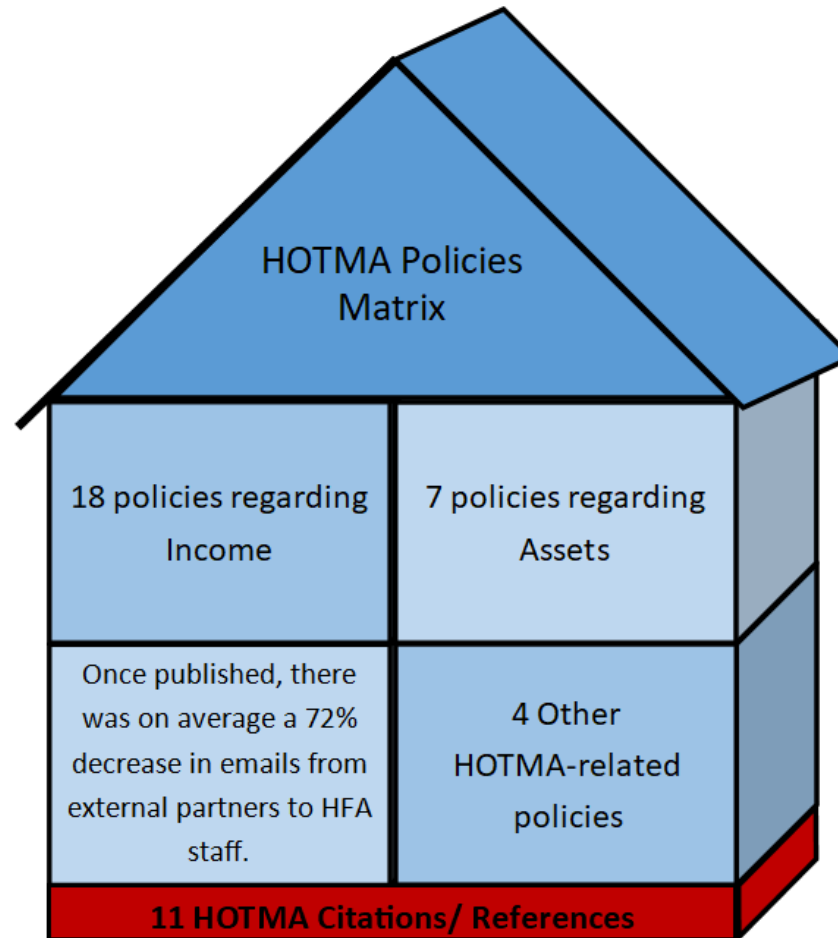 HOTMA Policies
Matrix
18 policies regarding
Income
7 policies regarding
Assets
Once published, there
was on average a 72%
decrease in emails from
external partners to HFA
staff.
4 Other
HOTMA-related
policies
11 HOTMA Citations/ References